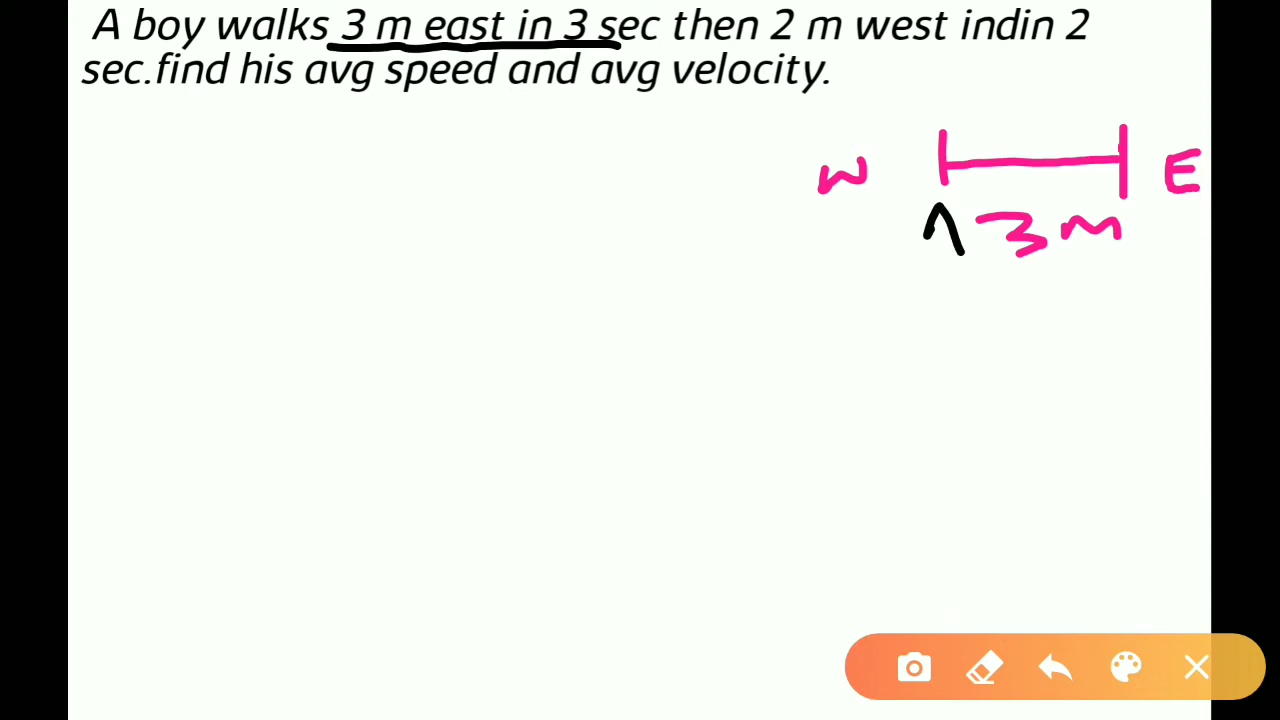 A boy walks 3 m east in 3 sec then 2 m west indin 2
sec.find his avg speed and avg velocity.
W E
3 m